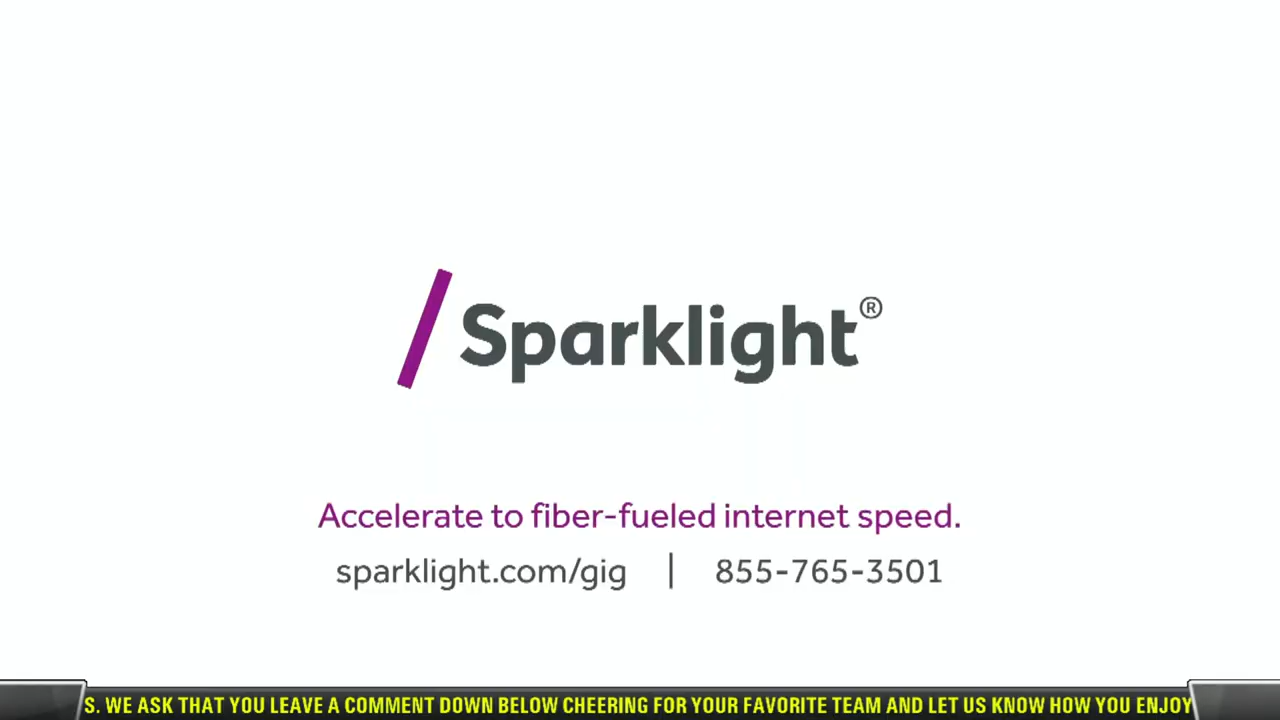 /Sparklight®
Accelerate to fiber-fueled internet speed.
sparklight.com/gig | 855-765-3501
S. WE ASK THAT YOU LEAVE A COMMENT DOWN BELOW CHEERING FOR YOUR FAVORITE TEAM AND LET US KNOW HOW YOU ENJOY